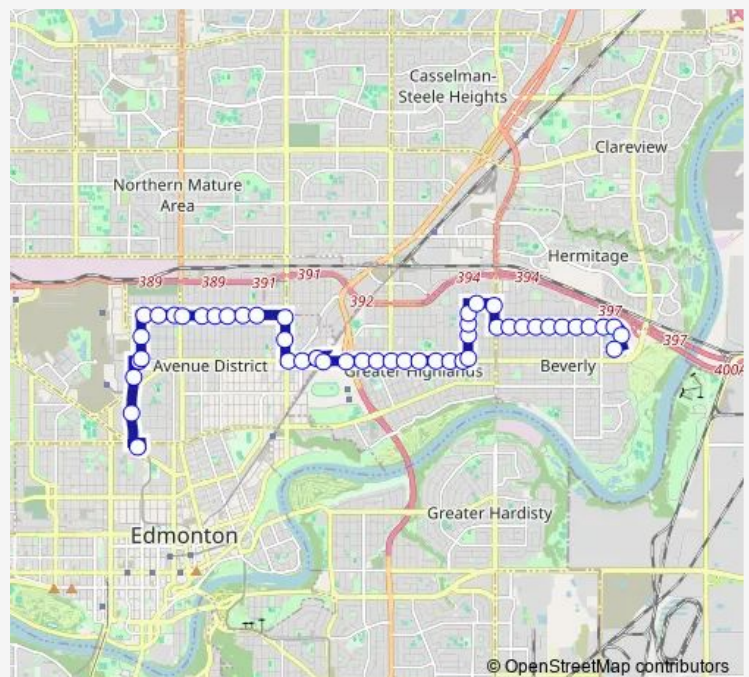 Casselman-
Steele Heights
Clareview
Northern Mature
Area
Hermitage
389
389
391
391
392
394
394
397
397
400A
Avenue District
Greater Highlands
Beverly
Greater Hardisty
Edmonton
© OpenStreetMap contributors